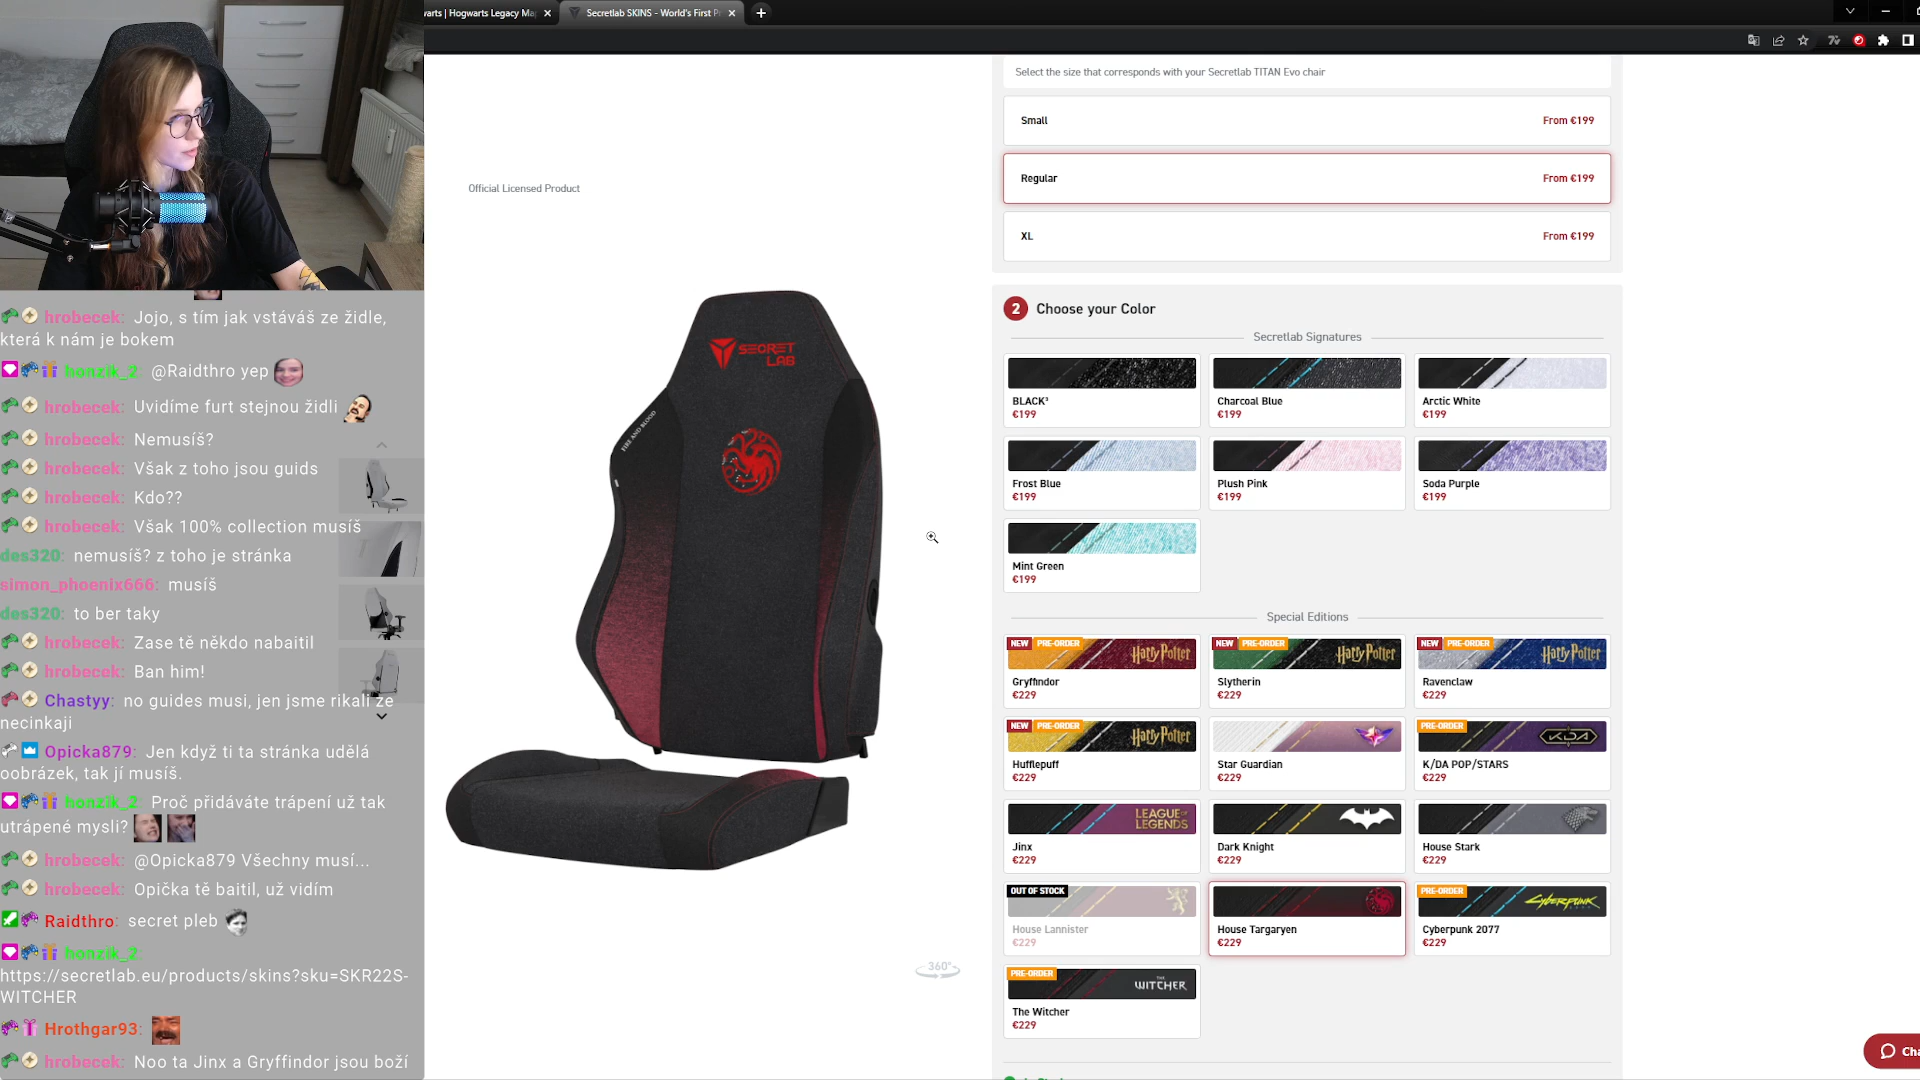 warts | Hogwarts Legacy Ma
Secretlab SKINS - World's First P
Select the size that corresponds with your Secretlab TITAN Evo chair
Small From €199
Regular From €199
XL From €199
Official Licensed Product
SECRET
LAB
FIRE AND BLOOD
360°
2 Choose your Color
Secretlab Signatures
BLACK³
€199
Charcoal Blue
€199
Arctic White
€199
Frost Blue
€199
Plush Pink
€199
Soda Purple
€199
Mint Green
€199
Special Editions
NEW PRE-ORDER
Harry Potter
Gryffindor
€229
NEW PRE-ORDER
Harry Potter
Slytherin
€229
NEW PRE-ORDER
Harry Potter
Ravenclaw
€229
NEW PRE-ORDER
Harry Potter
Hufflepuff
€229
Star Guardian
€229
PRE-ORDER
K/DA
K/DA POP/STARS
€229
LEAGUE OF
LEGENDS
Jinx
€229
Dark Knight
€229
House Stark
€229
OUT OF STOCK
House Lannister
€229
House Targaryen
€229
PRE-ORDER
Cyberpunk
Cyberpunk 2077
€229
PRE-ORDER
THE
WITCHER
The Witcher
€229
Cha
hrobecek: Jojo, s tím jak vstáváš ze židle,
která k nám je bokem
honzik_2: @Raidthro yep
hrobecek: Uvidíme furt stejnou židli
hrobecek: Nemusíš?
hrobecek: Však z toho jsou guids
hrobecek: Kdo??
hrobecek: Však 100% collection musíš
des320: nemusíš? z toho je stránka
simon_phoenix666: musíš
des320: to ber taky
hrobecek: Zase tě někdo nabaitil
hrobecek: Ban him!
Chastyy: no guides musi, jen jsme rikali ze
necinkaji
Opicka879: Jen když ti ta stránka udělá
oobrázek, tak jí musíš.
honzik_2: Proč přidáváte trápení už tak
utrápené mysli?
hrobecek: @Opicka879 Všechny musí...
hrobecek: Opička tě baitil, už vidím
Raidthro: secret pleb
honzik_2:
https://secretlab.eu/products/skins?sku=SKR22S-
WITCHER
Hrothgar93:
hrobecek: Noo ta Jinx a Gryffindor jsou boží